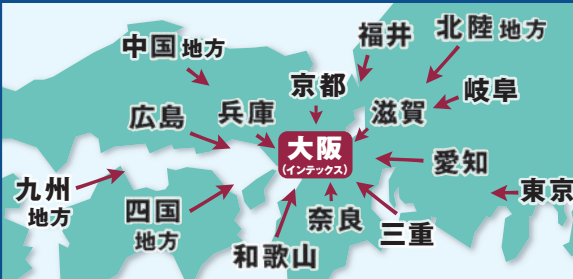 中国地方
福井
北陸地方
京都
岐阜
広島
兵庫
滋賀
大阪
(インテックス)
愛知
九州
地方
四国
地方
奈良
東京
三重
和歌山